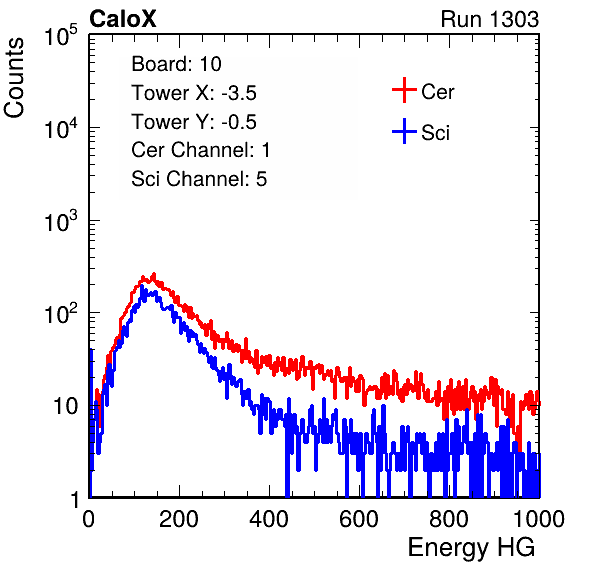 CaloX Run 1303
Counts
10^5
10^4
10^3
10^2
10
1
Board: 10
Tower X: -3.5
Tower Y: -0.5
Cer Channel: 1
Sci Channel: 5
Cer
Sci
0 200 400 600 800 1000
Energy HG